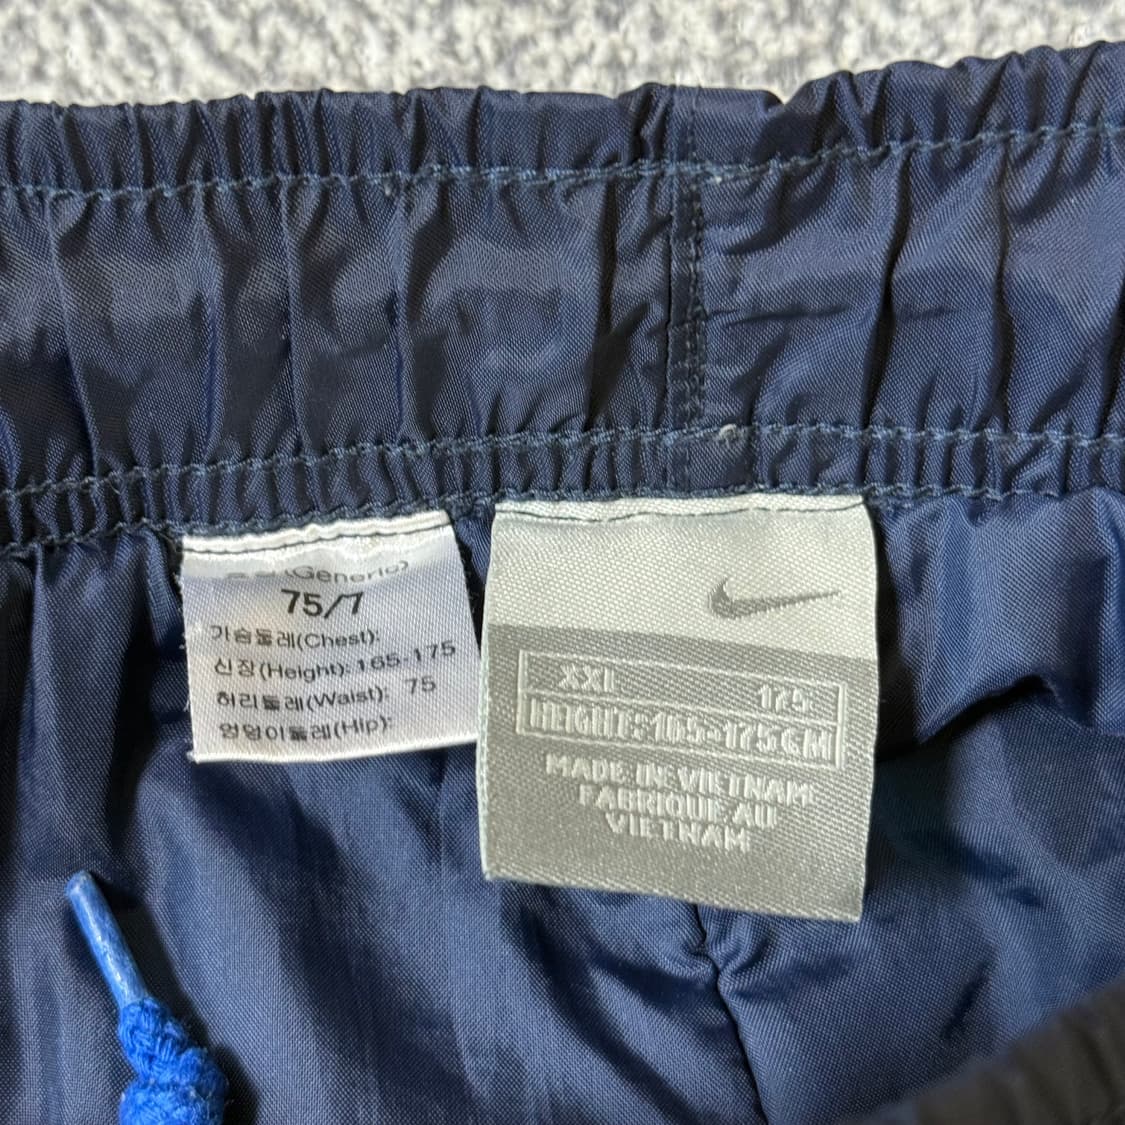 (Generic)
75/7
가슴둘레(Chest):
신장(Height): 165-175
허리둘레(Waist): 75
엉덩이둘레(Hip):
XXL 175
HEIGHT: 165-175CM
MADE IN VIETNAM
FABRIQUE AU
VIETNAM